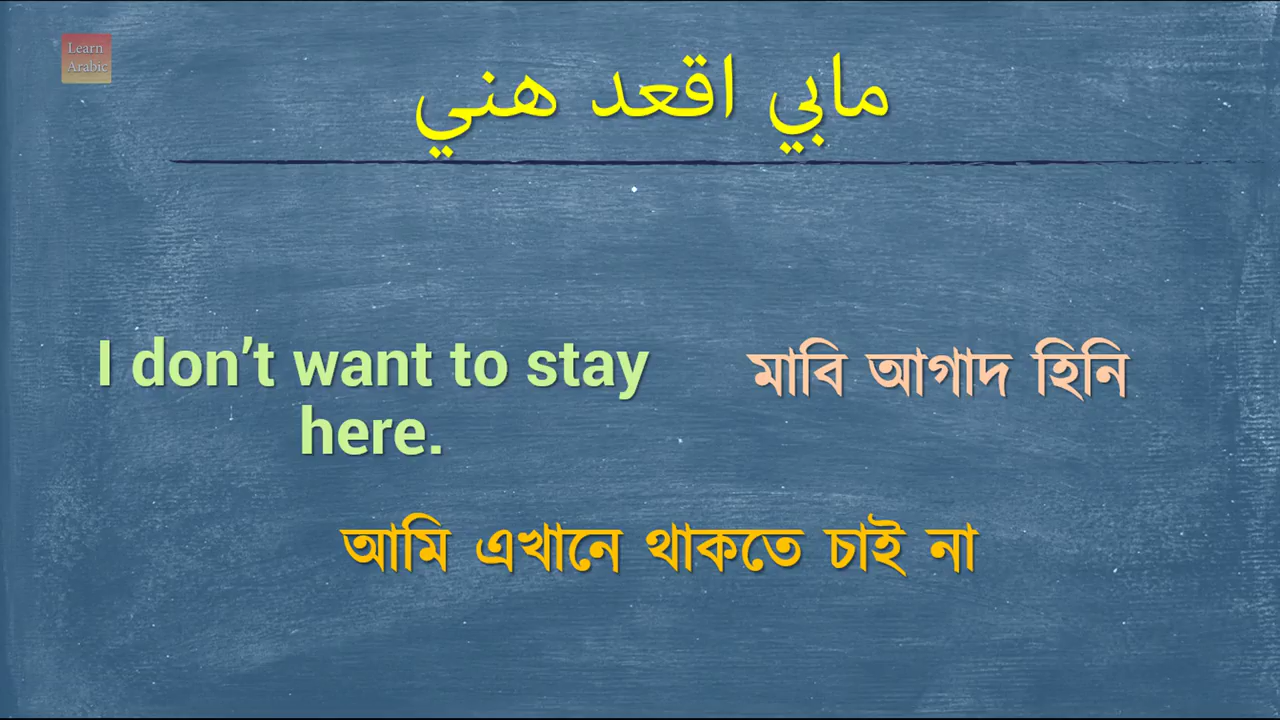 Learn
Arabic
مابي اقعد هني
I don’t want to stay
here.
মাবি আগাদ হিনি
আমি এখানে থাকতে চাই না